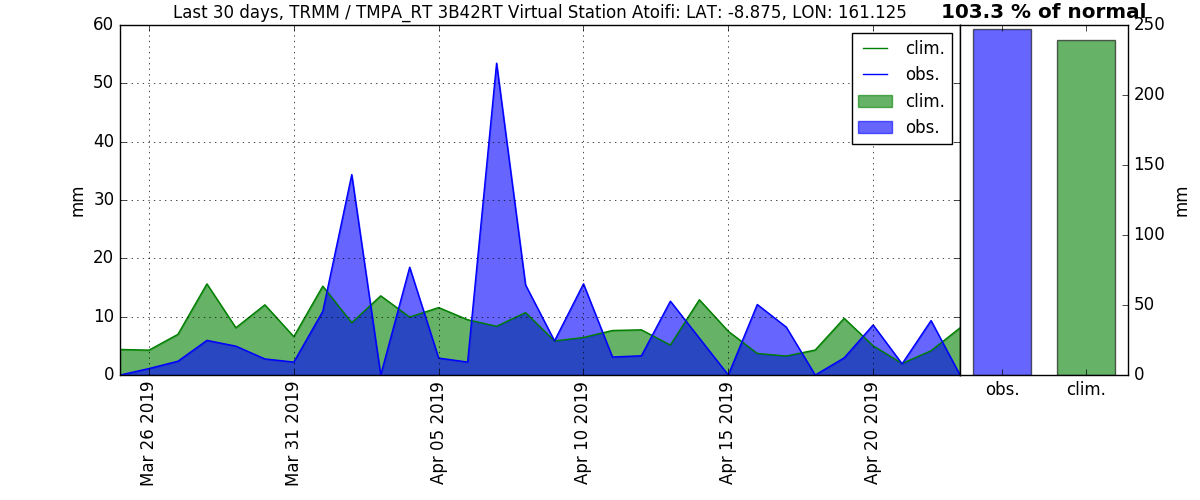 Last 30 days, TRMM / TMPA_RT 3B42RT Virtual Station Atoifi: LAT: -8.875, LON: 161.125
103.3 % of normal
60
50
40
30
20
10
0
mm
clim.
obs.
clim.
obs.
250
200
150
100
50
0
mm
Mar 26 2019
Mar 31 2019
Apr 05 2019
Apr 10 2019
Apr 15 2019
Apr 20 2019
obs.
clim.